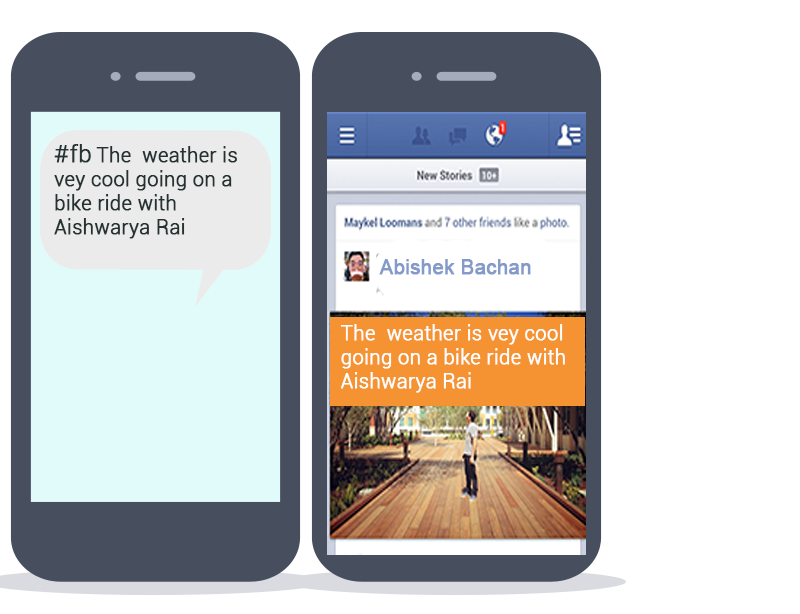 #fb The  weather is
vey cool going on a
bike ride with
Aishwarya Rai
1
New Stories 10+
Maykel Loomans and 7 other friends like a photo.
Abishek Bachan
The  weather is vey cool
going on a bike ride with
Aishwarya Rai